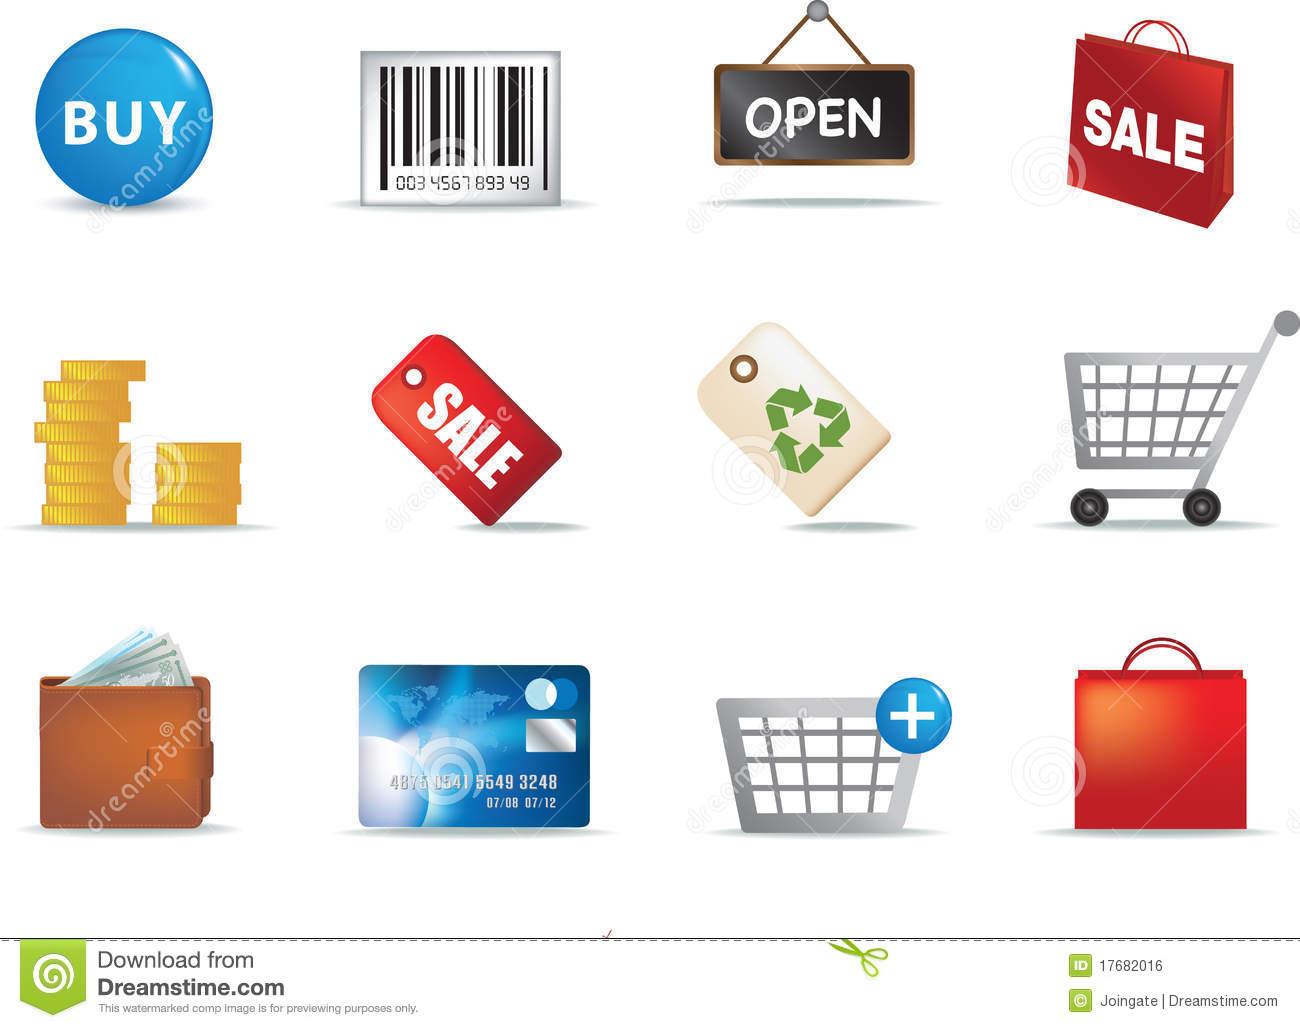 BUY
003 4567 893 49
OPEN
SALE
SALE
50
4875 0541 5549 3248
07/08 07/12
Download from
Dreamstime.com
This watermarked comp image is for previewing purposes only.
ID 17682016
© Joingate | Dreamstime.com
dreamstime